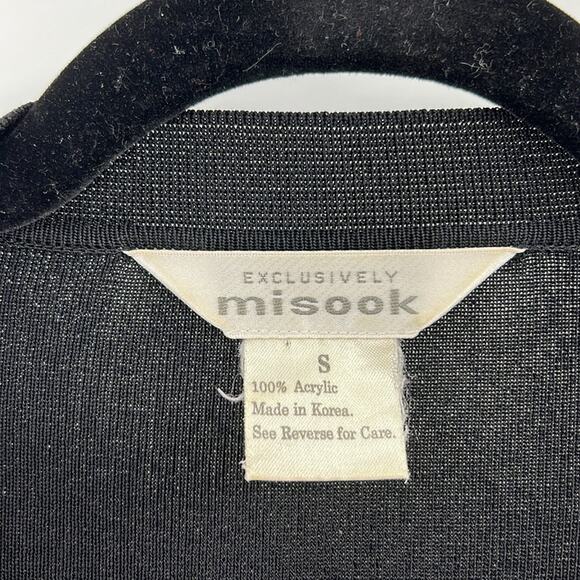 EXCLUSIVELY
misook
S
100% Acrylic
Made in Korea.
See Reverse for Care.